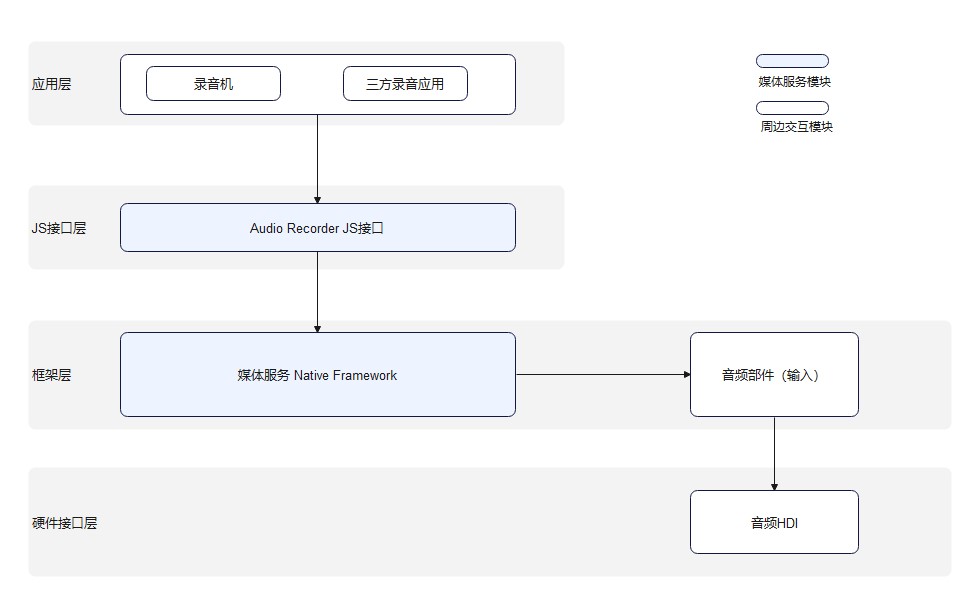 应用层
录音机
三方录音应用
媒体服务模块
周边交互模块
JS接口层
Audio Recorder JS接口
框架层
媒体服务 Native Framework
音频部件（输入）
硬件接口层
音频HDI